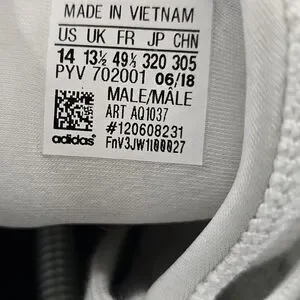 MADE IN VIETNAM
US UK FR JP CHN
14 13½ 49⅓ 320 305
PYV 702001 06/18
MALE/MÂLE
ART AQ1037
#120608231
adidas FnV3JW1I00027